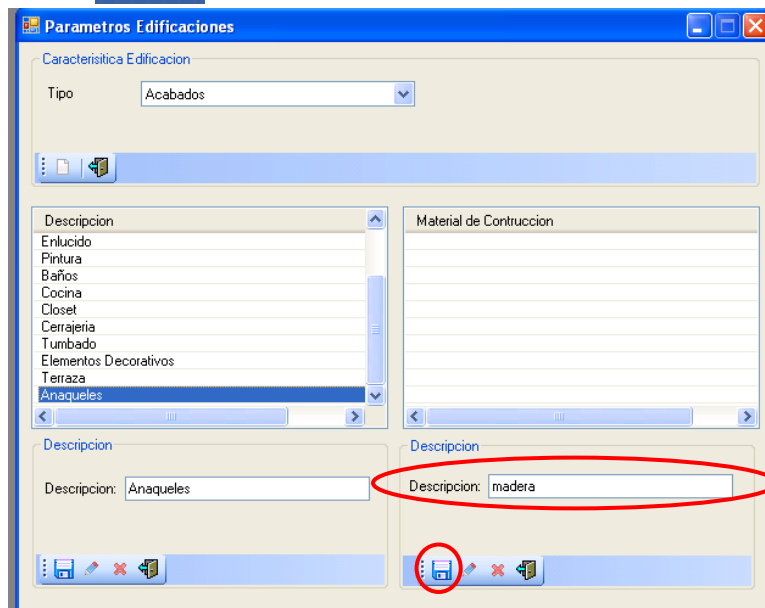 Parametros Edificaciones
Caracterisitica Edificacion
Tipo Acabados
Descripcion
Enlucido
Pintura
Baños
Cocina
Closet
Cerrajeria
Tumbado
Elementos Decorativos
Terraza
Anaqueles
Material de Contruccion
Descripcion
Descripcion: Anaqueles
Descripcion
Descripcion: madera